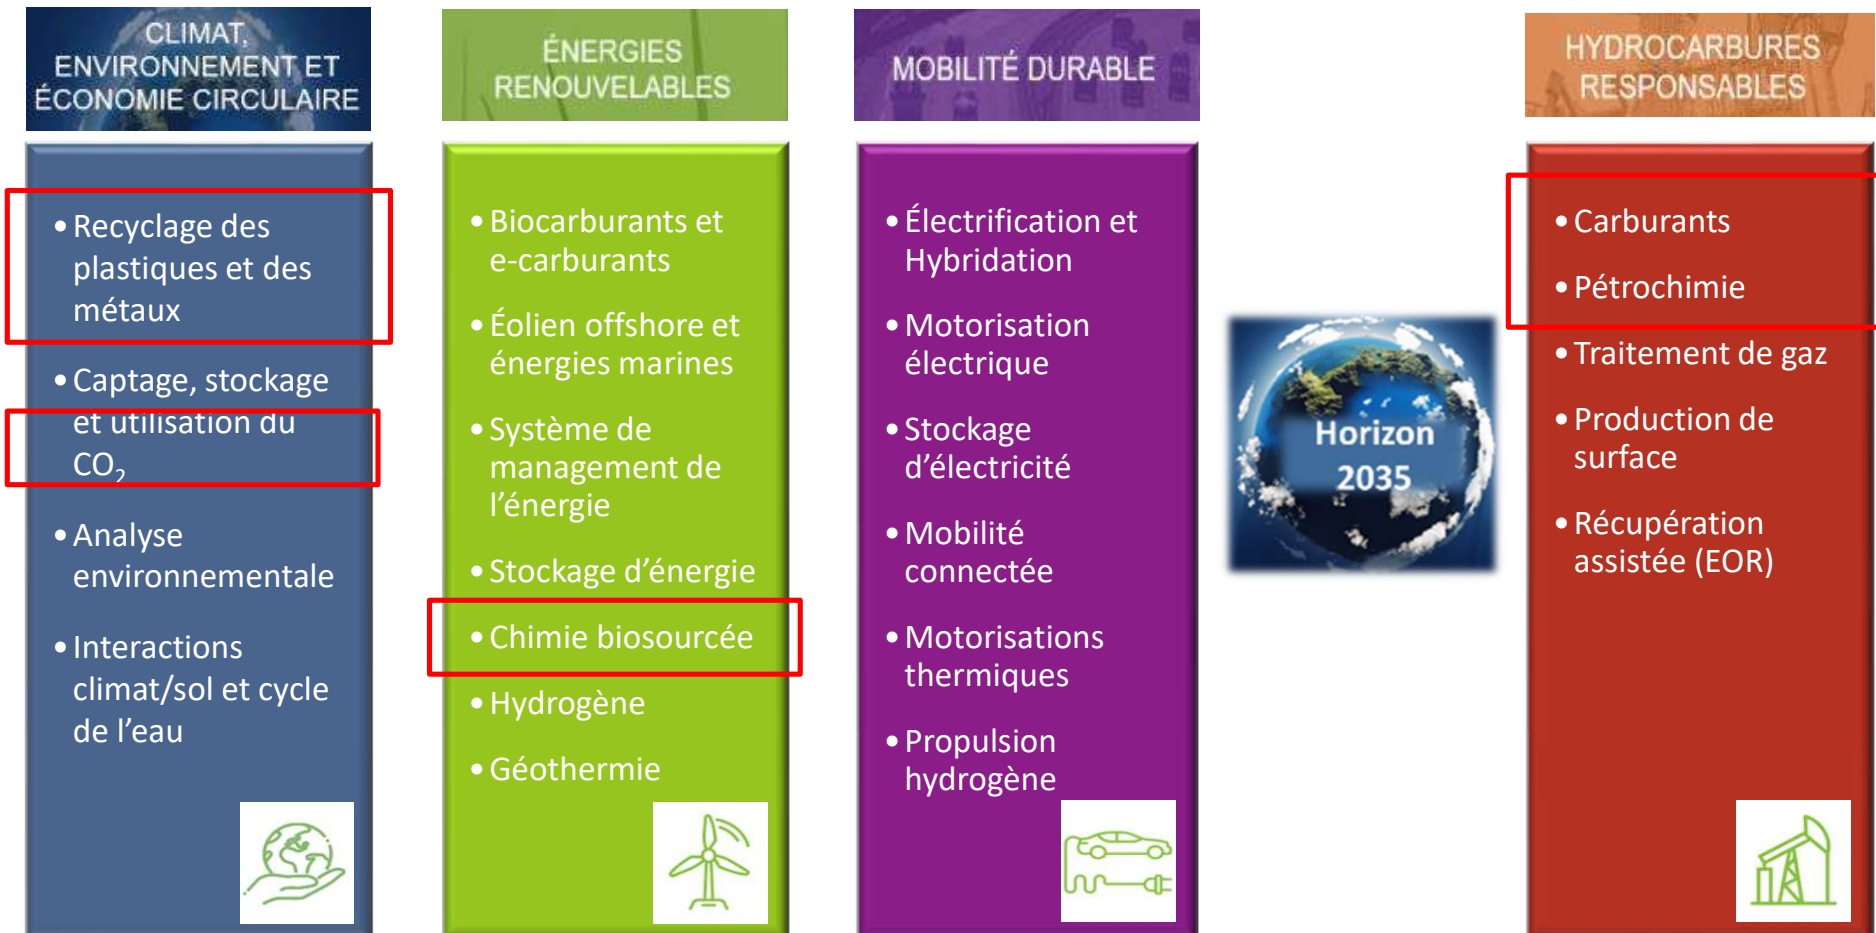 CLIMAT,
ENVIRONNEMENT ET
ÉCONOMIE CIRCULAIRE
•Recyclage des
plastiques et des
métaux
•Captage, stockage
et utilisation du
CO₂
•Analyse
environnementale
•Interactions
climat/sol et cycle
de l’eau
ÉNERGIES
RENOUVELABLES
•Biocarburants et
e-carburants
•Éolien offshore et
énergies marines
•Système de
management de
l’énergie
•Stockage d’énergie
•Chimie biosourcée
•Hydrogène
•Géothermie
MOBILITÉ DURABLE
•Électrification et
Hybridation
•Motorisation
électrique
•Stockage
d’électricité
•Mobilité
connectée
•Motorisations
thermiques
•Propulsion
hydrogène
Horizon
2035
HYDROCARBURES
RESPONSABLES
•Carburants
•Pétrochimie
•Traitement de gaz
•Production de
surface
•Récupération
assistée (EOR)